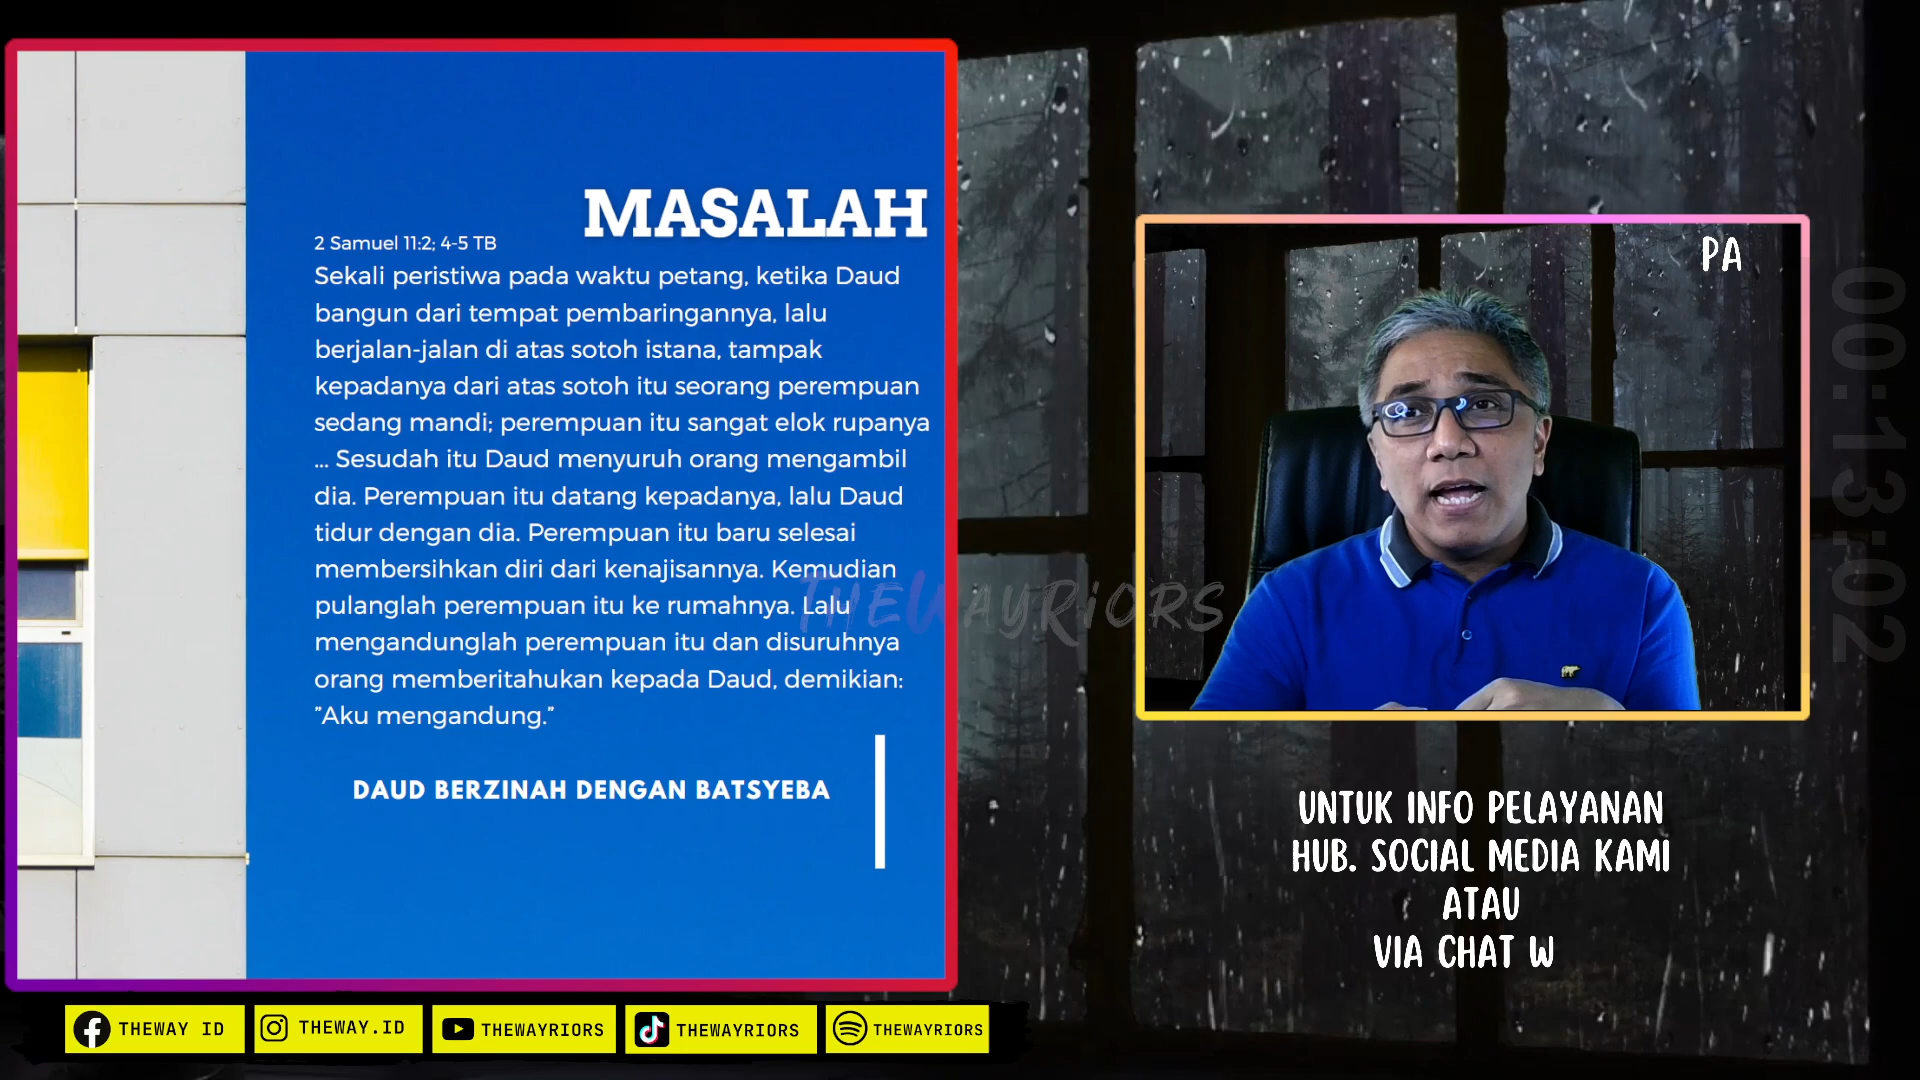 MASALAH
2 Samuel 11:2; 4-5 TB
Sekali peristiwa pada waktu petang, ketika Daud
bangun dari tempat pembaringannya, lalu
berjalan-jalan di atas sotoh istana, tampak
kepadanya dari atas sotoh itu seorang perempuan
sedang mandi; perempuan itu sangat elok rupanya
... Sesudah itu Daud menyuruh orang mengambil
dia. Perempuan itu datang kepadanya, lalu Daud
tidur dengan dia. Perempuan itu baru selesai
membersihkan diri dari kenajisannya. Kemudian
pulanglah perempuan itu ke rumahnya. Lalu
mengandunglah perempuan itu dan disuruhnya
orang memberitahukan kepada Daud, demikian:
"Aku mengandung."
DAUD BERZINAH DENGAN BATSYEBA
THEWAYRIORS
PA
00:13:02
UNTUK INFO PELAYANAN
HUB. SOCIAL MEDIA KAMI
ATAU
VIA CHAT W
THEWAY ID
THEWAY.ID
THEWAYRIORS
THEWAYRIORS
THEWAYRIORS